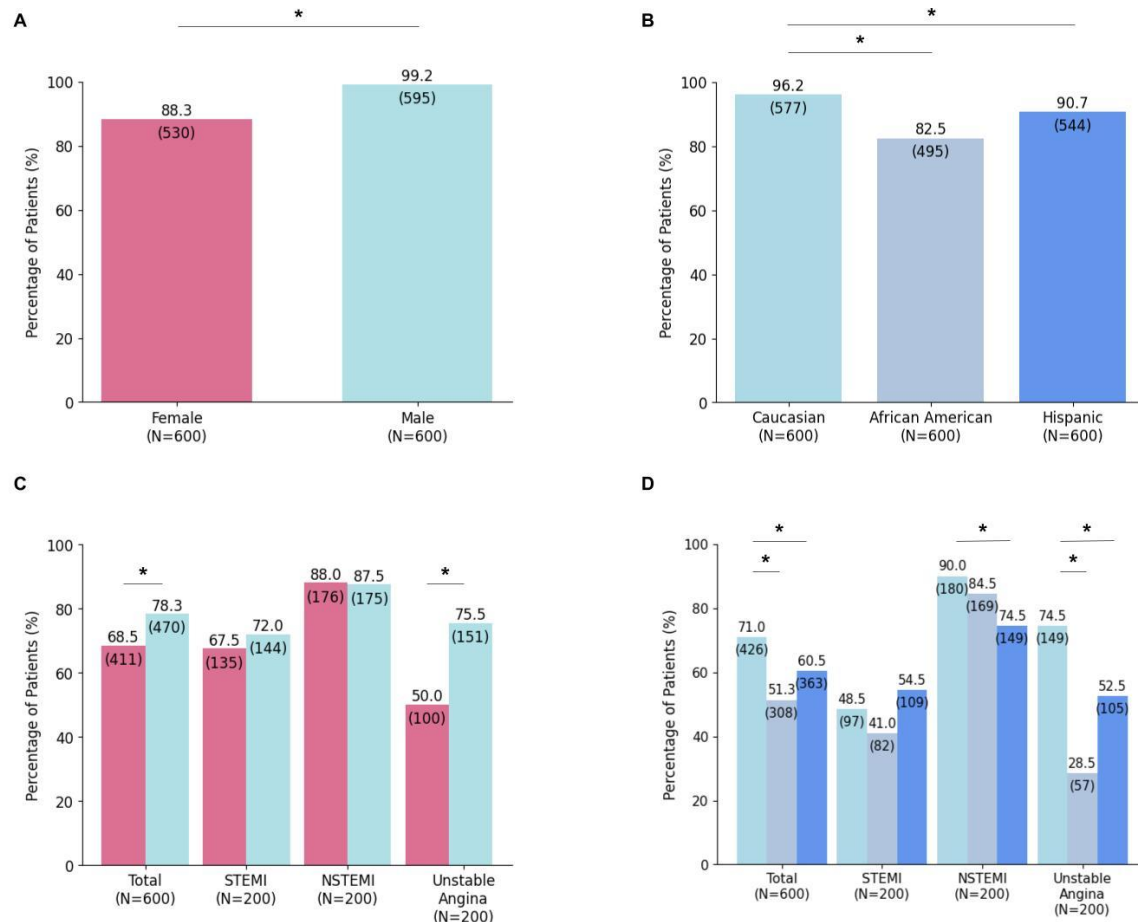 A
*
Percentage of Patients (%)
100
80
60
40
20
0
88.3
(530)
99.2
(595)
Female
(N=600)
Male
(N=600)
B
*
*
Percentage of Patients (%)
100
80
60
40
20
0
96.2
(577)
82.5
(495)
90.7
(544)
Caucasian
(N=600)
African American
(N=600)
Hispanic
(N=600)
C
*
*
Percentage of Patients (%)
100
80
60
40
20
0
68.5
(411)
78.3
(470)
67.5
(135)
72.0
(144)
88.0
(176)
87.5
(175)
50.0
(100)
75.5
(151)
Total
(N=600)
STEMI
(N=200)
NSTEMI
(N=200)
Unstable
Angina
(N=200)
D
*
*
*
*
*
Percentage of Patients (%)
100
80
60
40
20
0
71.0
(426)
51.3
(308)
60.5
(363)
48.5
(97)
41.0
(82)
54.5
(109)
90.0
(180)
84.5
(169)
74.5
(149)
74.5
(149)
28.5
(57)
52.5
(105)
Total
(N=600)
STEMI
(N=200)
NSTEMI
(N=200)
Unstable
Angina
(N=200)